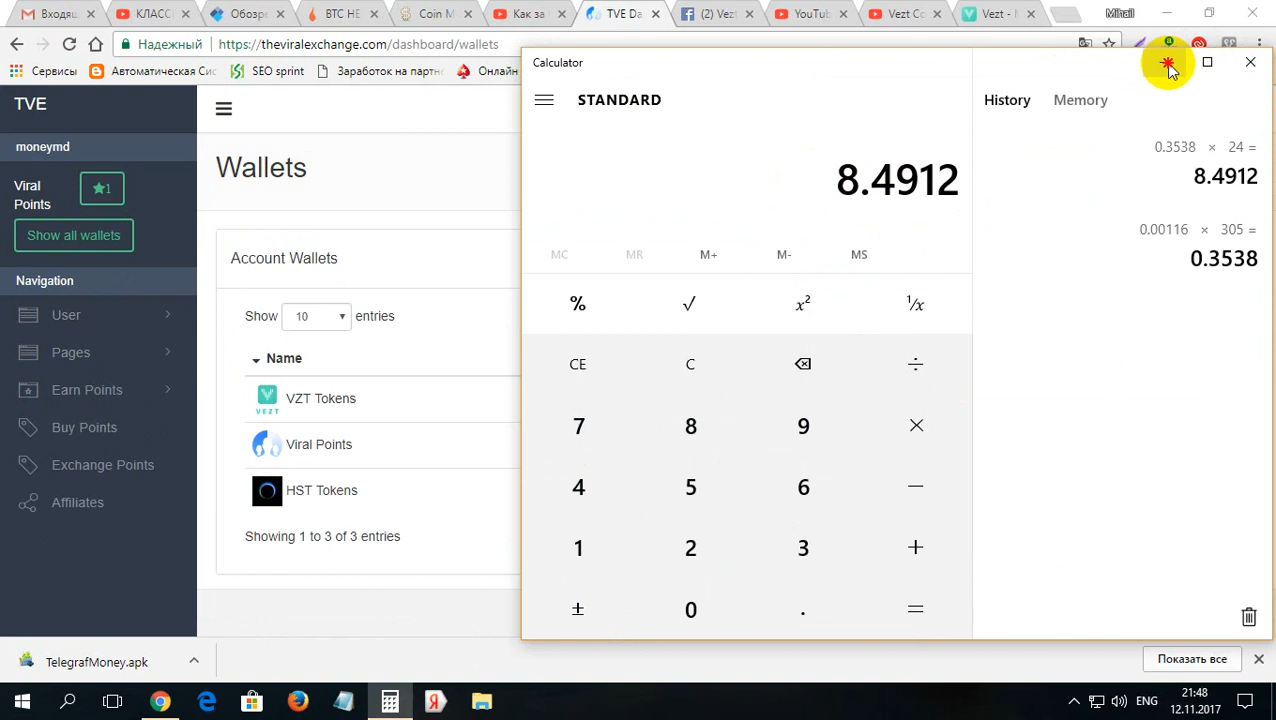 Входящ
КЛАСС
Обозре
BTC HE
Coin M
Как за
TVE Da
(2) Vezt
YouTub
Vezt Co
Vezt - M
Mihail
Надежный
https://theviralexchange.com/dashboard/wallets
Сервисы
Автоматическая Си
SEO sprint
Заработок на партн
Онлайн
TVE
moneymd
Viral Points
1
Show all wallets
Navigation
User
Pages
Earn Points
Buy Points
Exchange Points
Affiliates
Wallets
Account Wallets
Show 10 entries
Name
VEZT
VZT Tokens
Viral Points
HST Tokens
Showing 1 to 3 of 3 entries
Calculator
STANDARD
8.4912
MC MR M+ M- MS
% √ x² ¹/x
CE C ÷
7 8 9 ×
4 5 6 −
1 2 3 +
± 0 . =
History Memory
0.3538 × 24 =
8.4912
0.00116 × 305 =
0.3538
TelegrafMoney.apk
Показать все
ENG
21:48
12.11.2017